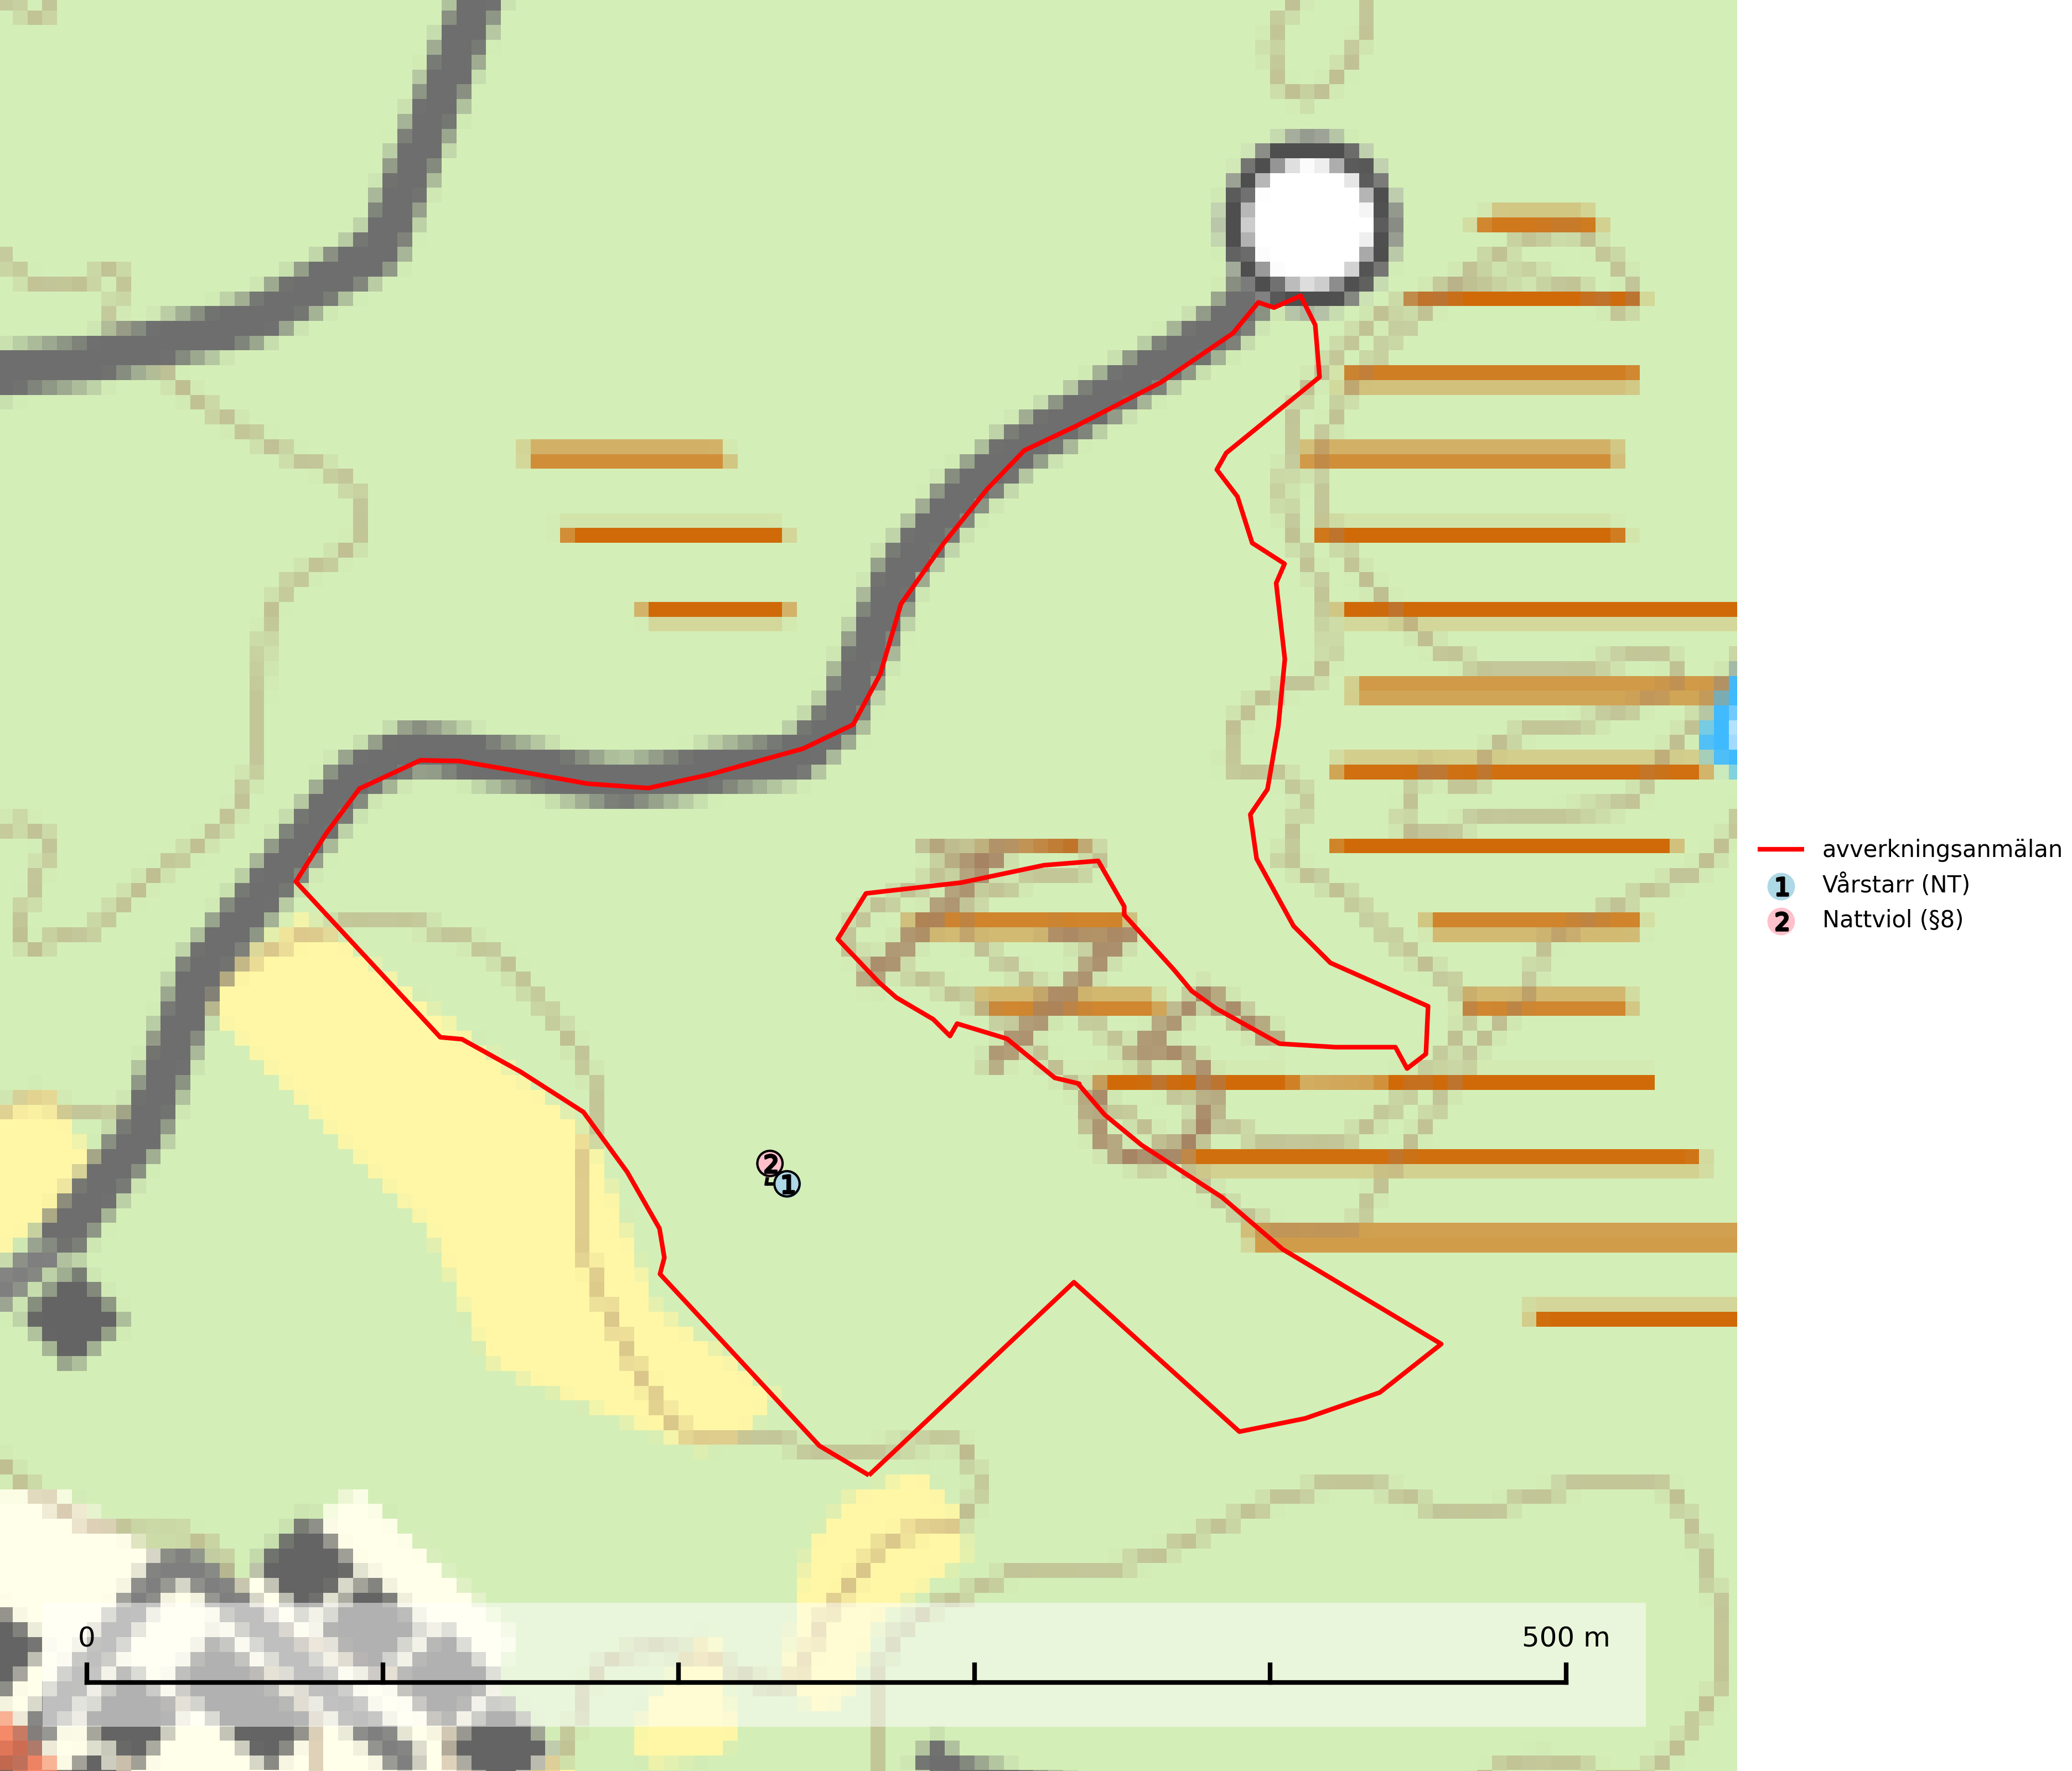 avverkningsanmälan
1 Vårstarr (NT)
2 Nattviol (§8)
2
1
0 500 m